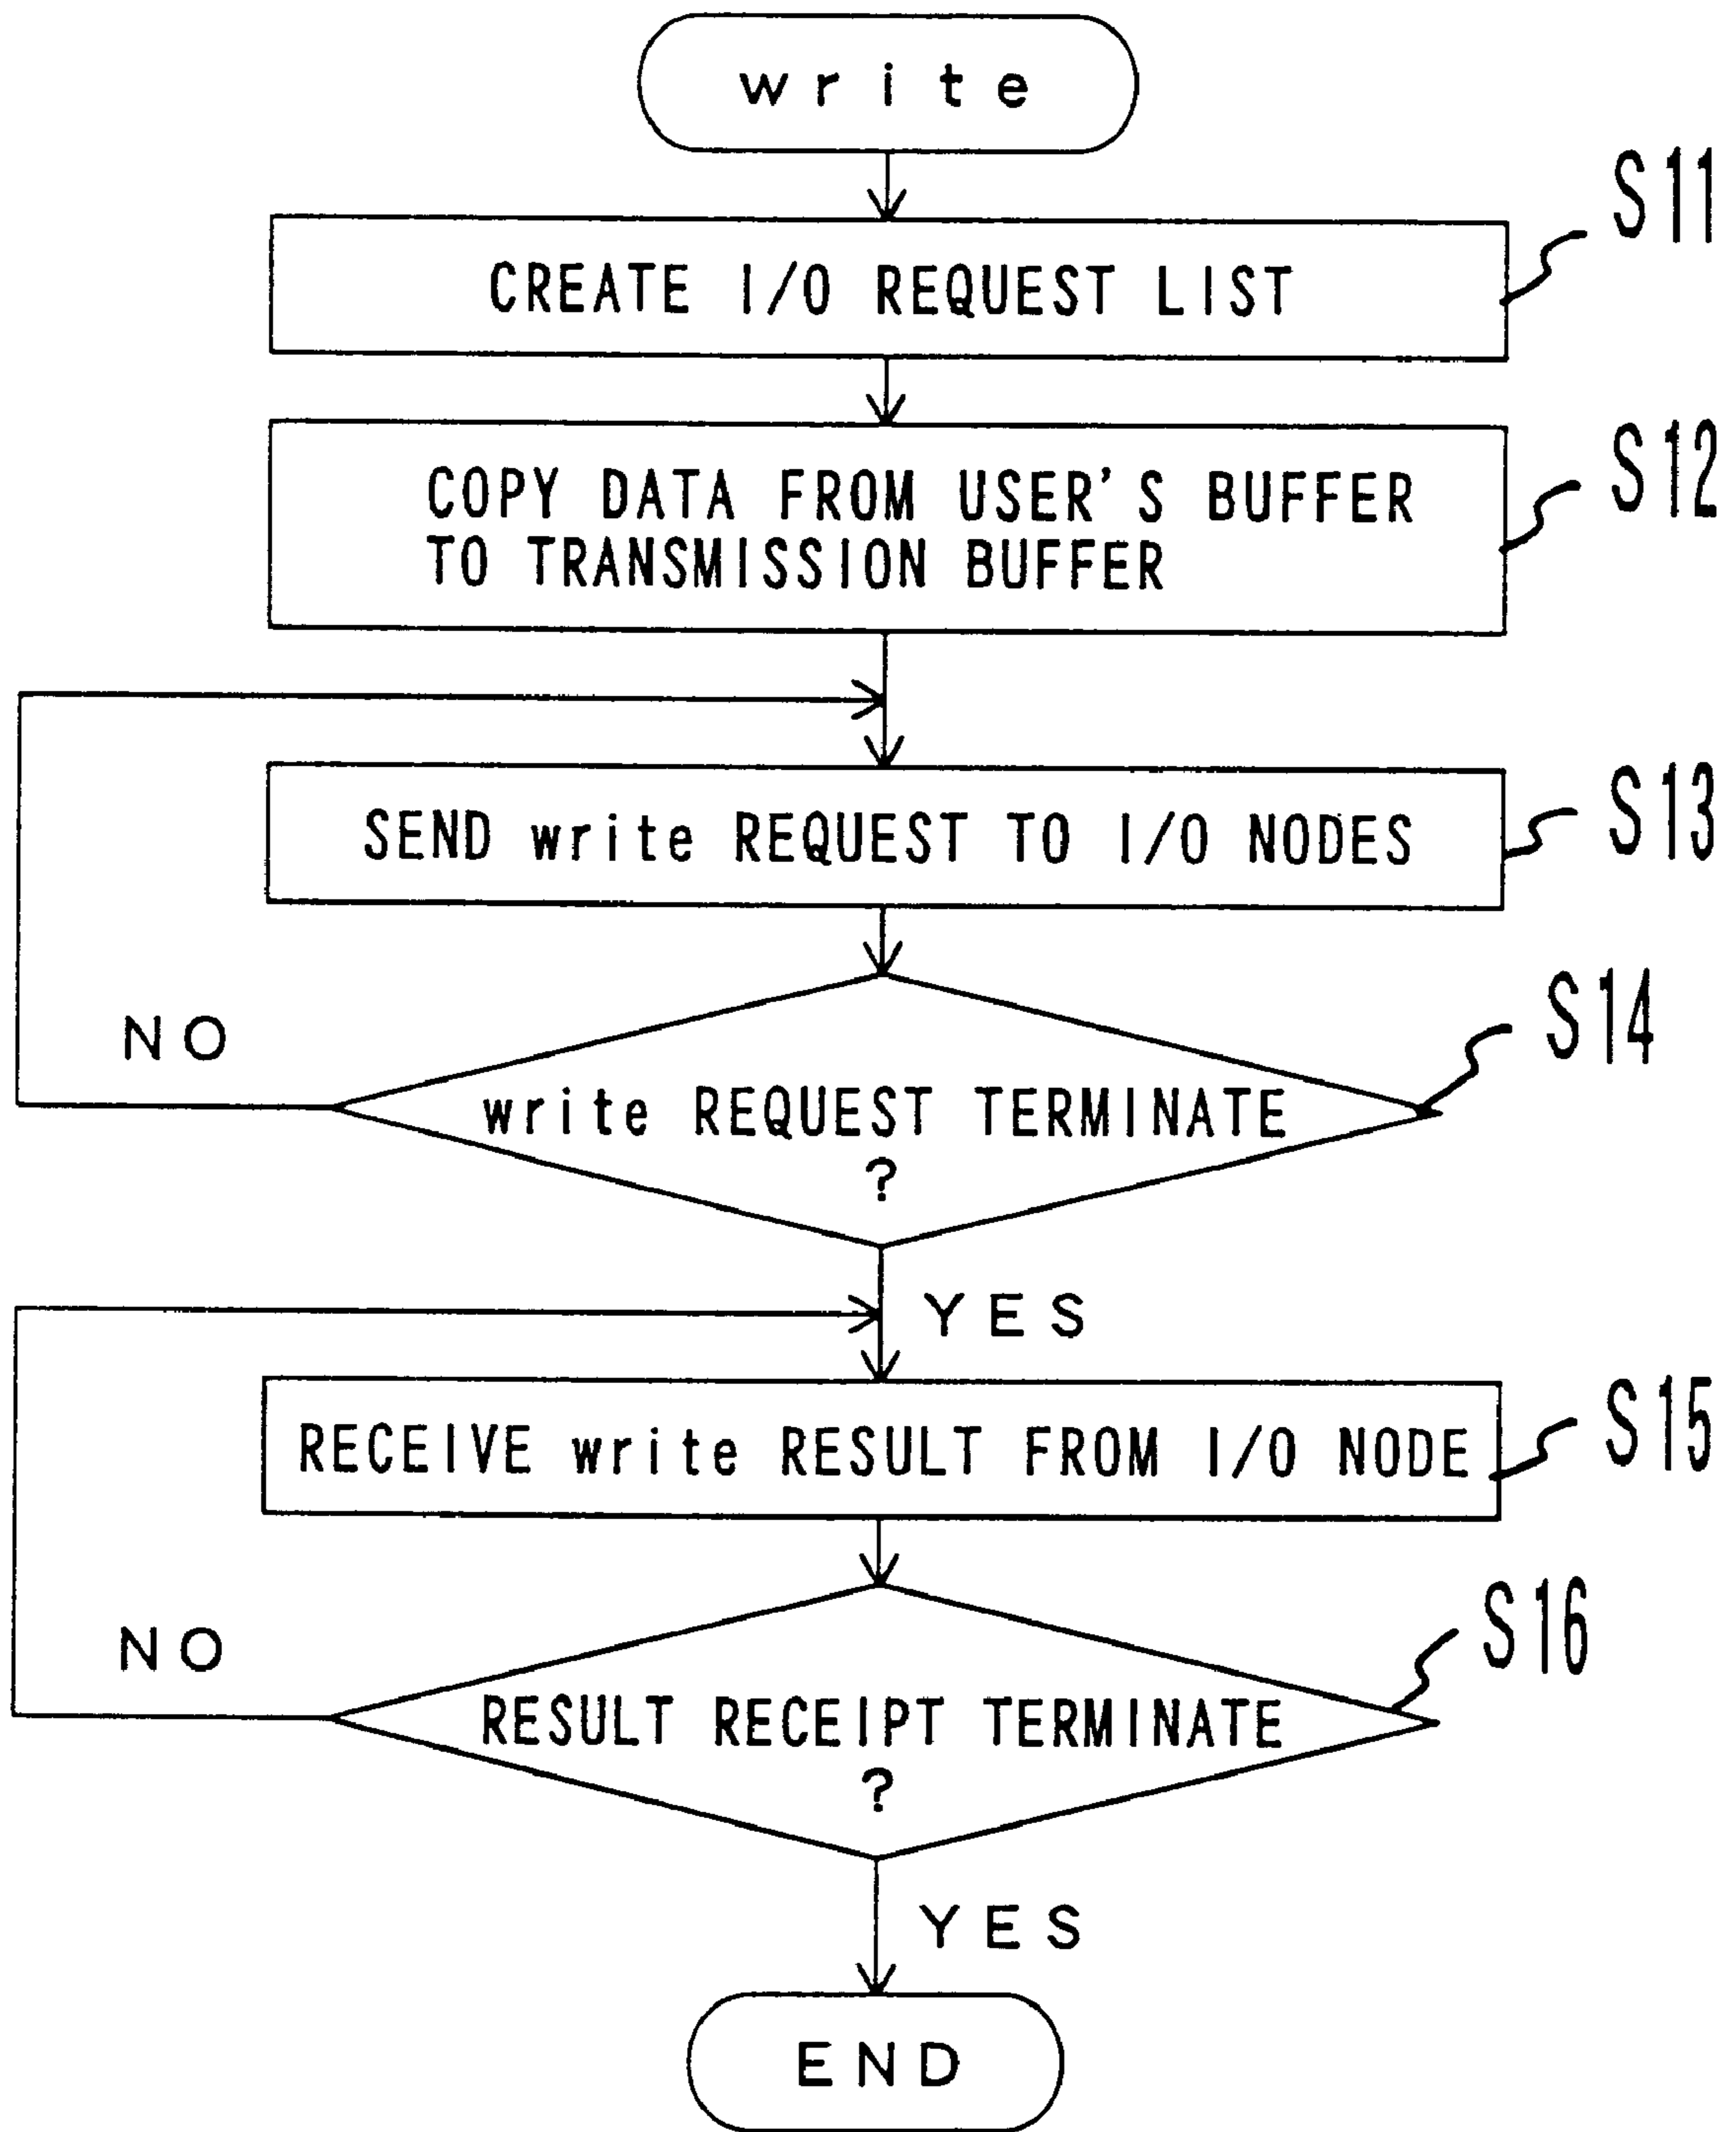 write
S11
CREATE I/O REQUEST LIST
S12
COPY DATA FROM USER'S BUFFER
TO TRANSMISSION BUFFER
S13
SEND write REQUEST TO I/O NODES
S14
NO
write REQUEST TERMINATE
?
YES
S15
RECEIVE write RESULT FROM I/O NODE
S16
NO
RESULT RECEIPT TERMINATE
?
YES
END